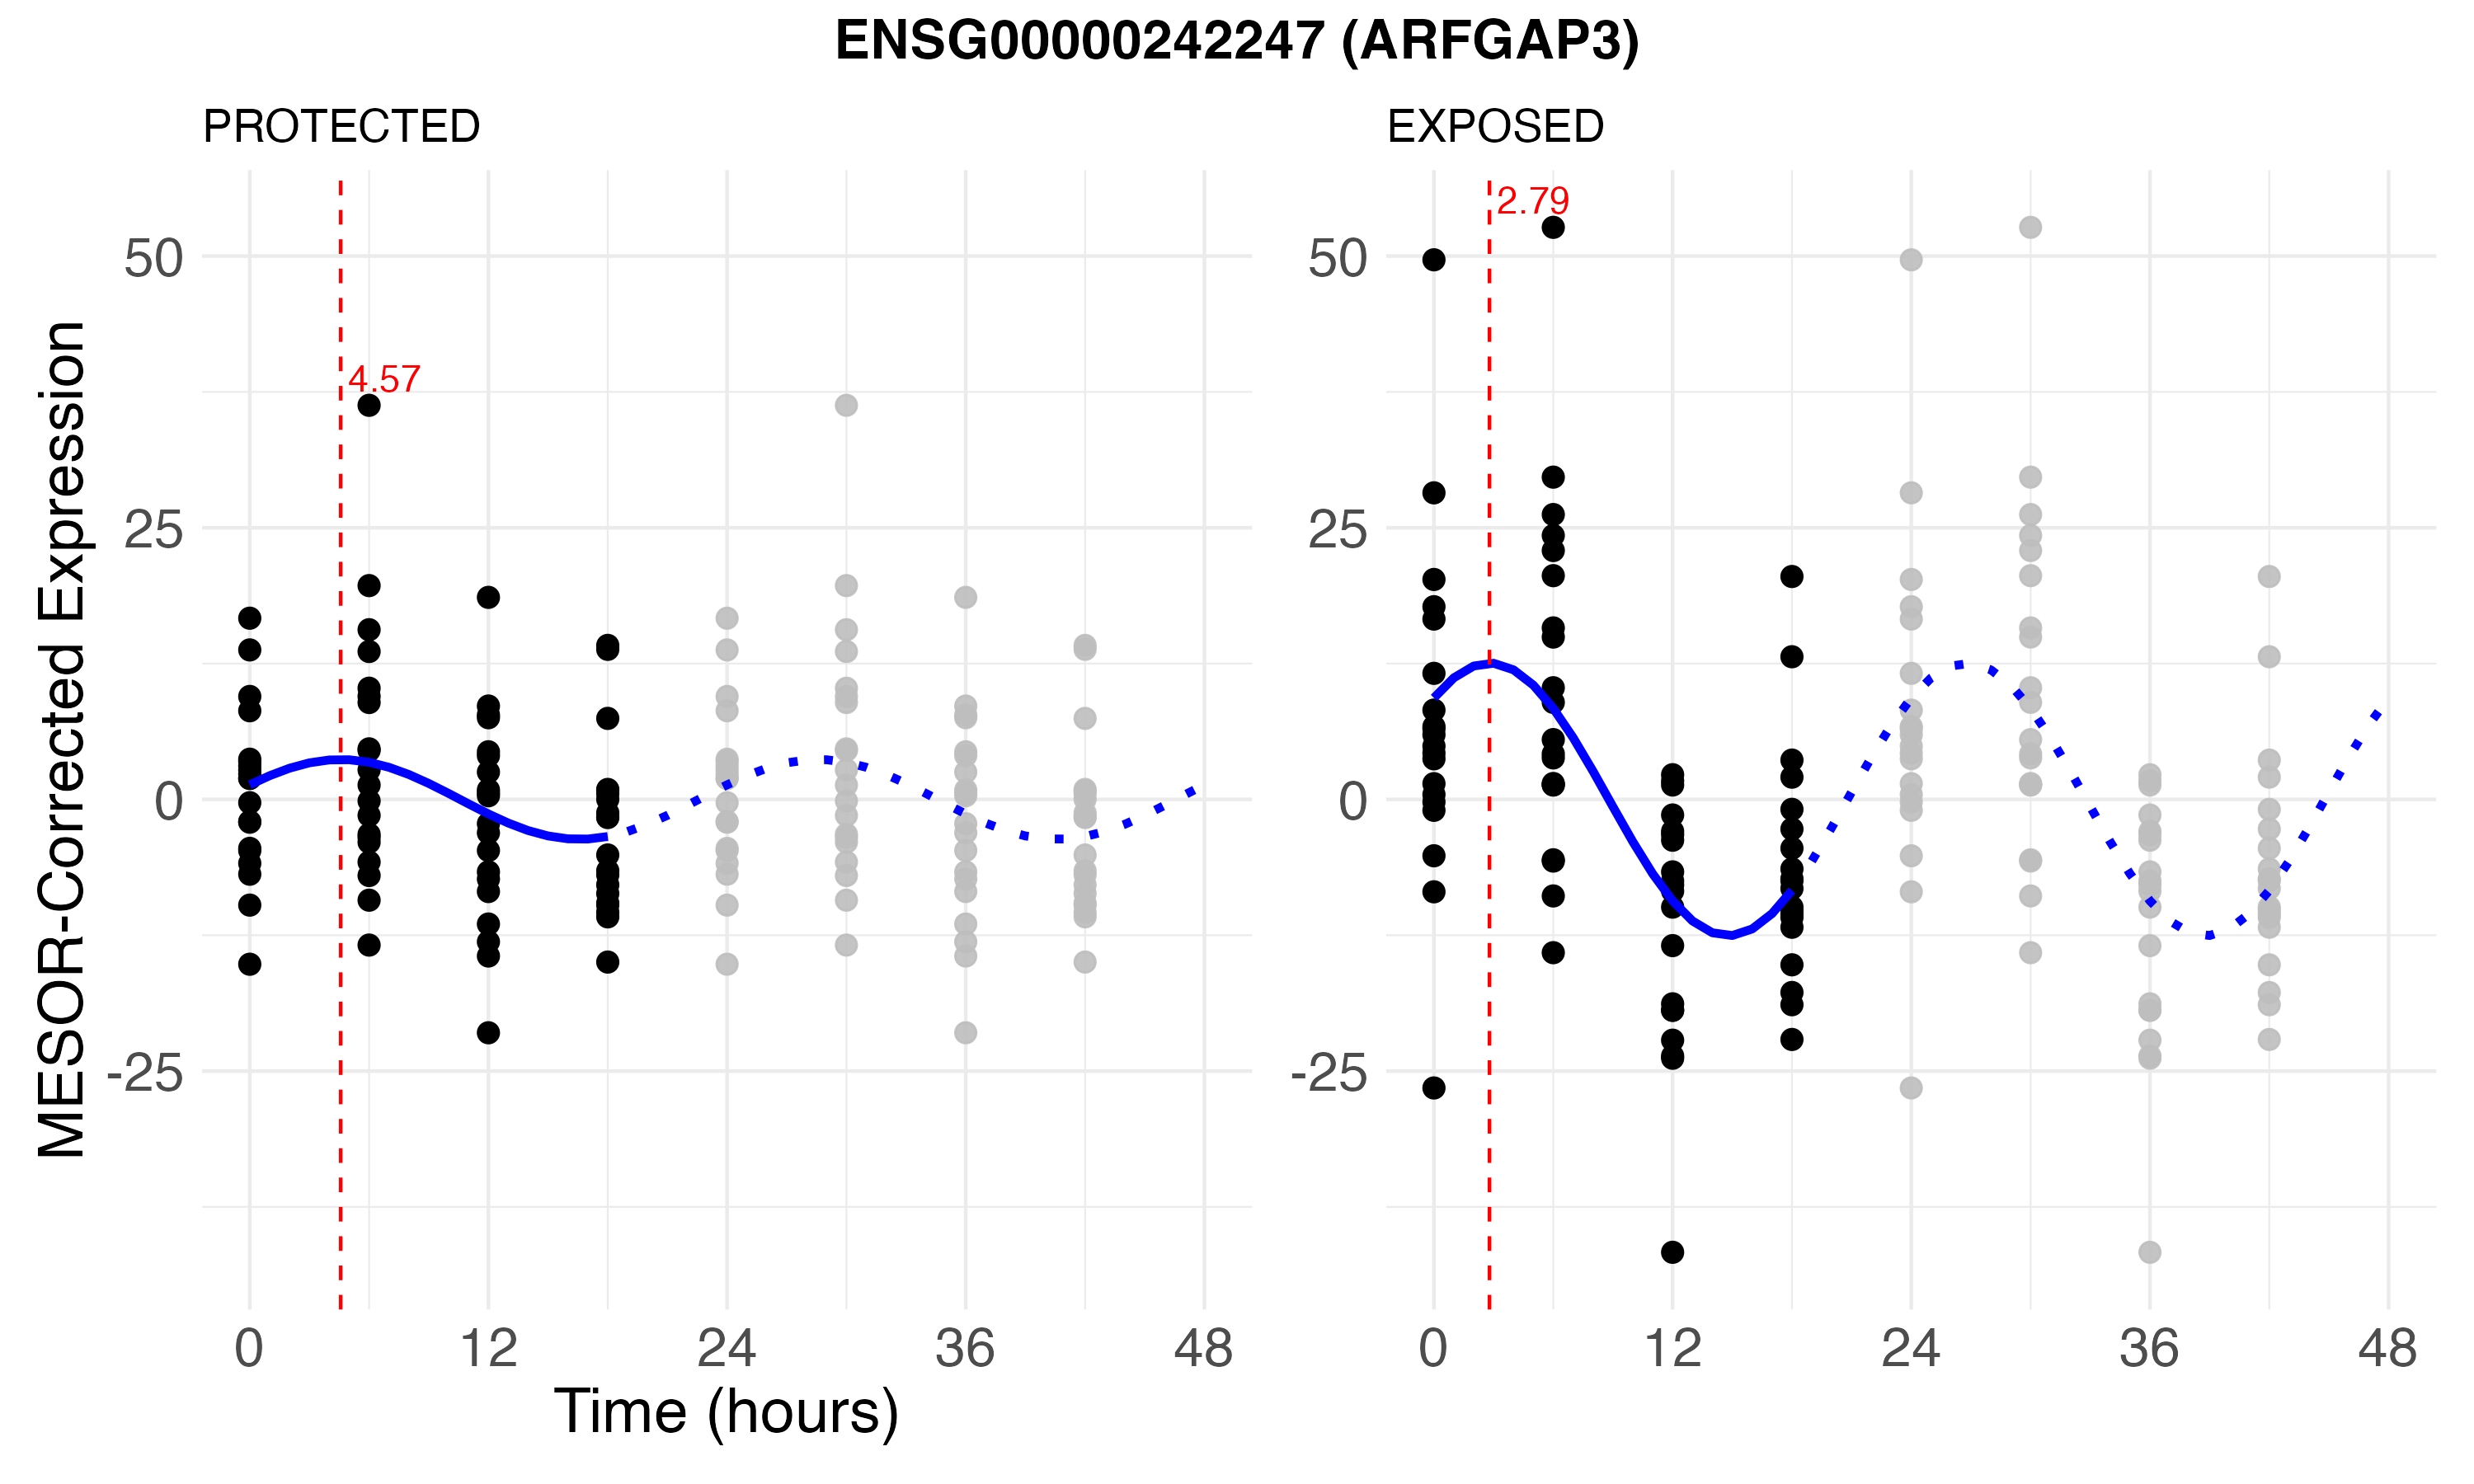 ENSG00000242247 (ARFGAP3)
PROTECTED
EXPOSED
MESOR-Corrected Expression
50
25
0
-25
4.57
0 12 24 36 48
50
25
0
-25
2.79
0 12 24 36 48
Time (hours)